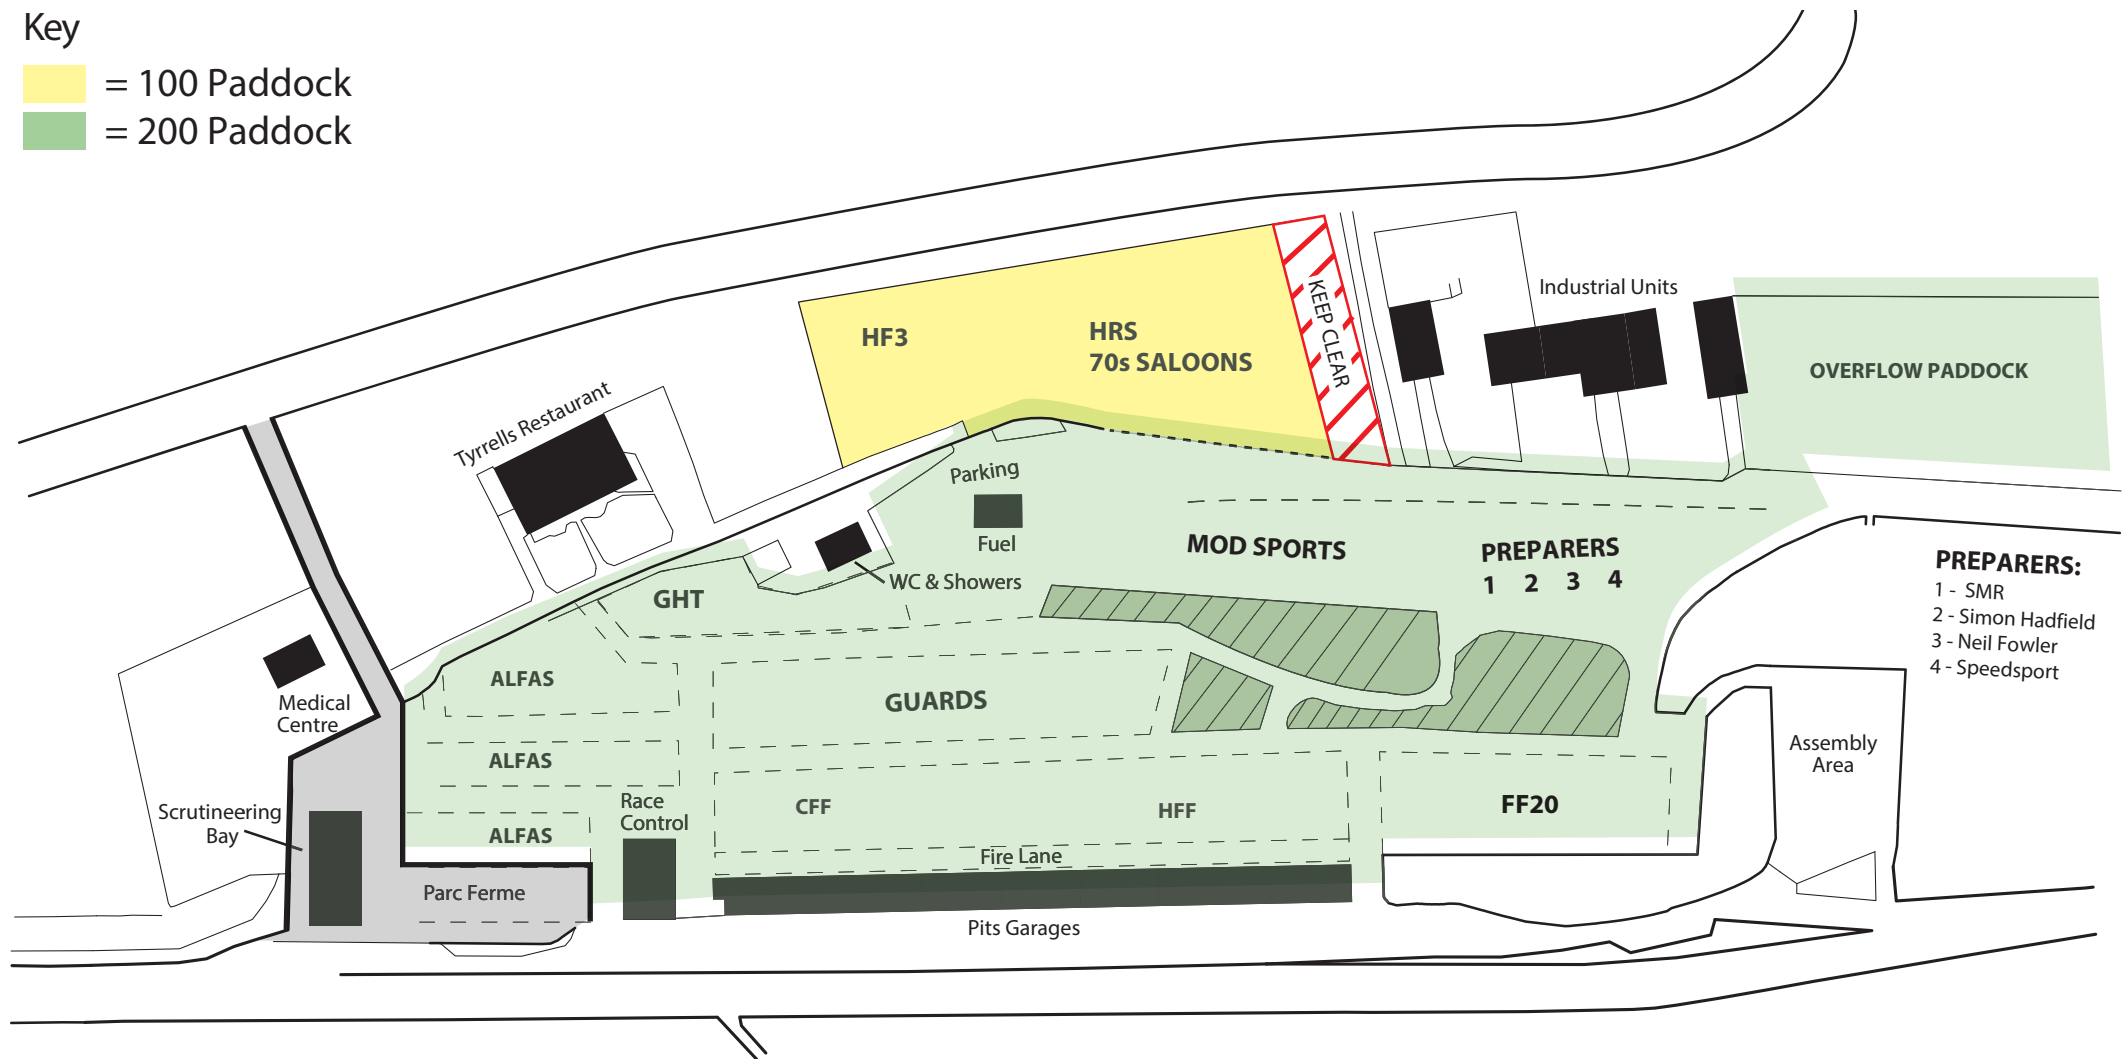 Key
= 100 Paddock
= 200 Paddock
HF3
HRS
70s SALOONS
KEEP CLEAR
Industrial Units
OVERFLOW PADDOCK
Tyrrells Restaurant
Parking
Fuel
WC & Showers
MOD SPORTS
PREPARERS
1 2 3 4
PREPARERS:
1 - SMR
2 - Simon Hadfield
3 - Neil Fowler
4 - Speedsport
GHT
ALFAS
GUARDS
Medical
Centre
ALFAS
Assembly
Area
Scrutineering
Bay
Race
Control
CFF
HFF
FF20
ALFAS
Fire Lane
Parc Ferme
Pits Garages